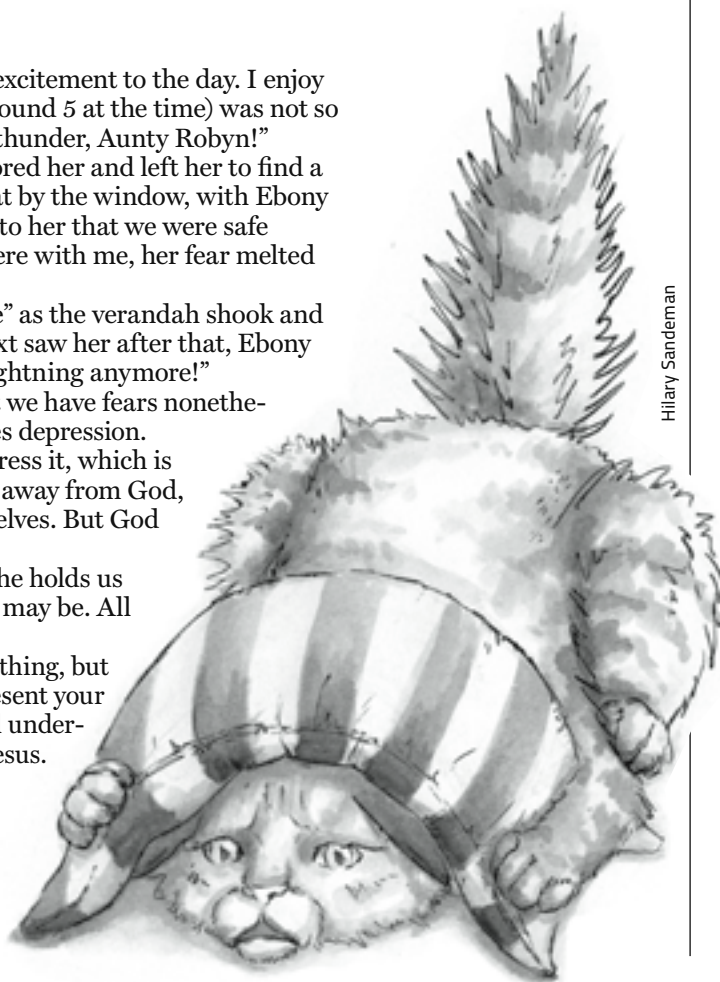 excitement to the day. I enjoy
ound 5 at the time) was not so
thunder, Aunty Robyn!”
ored her and left her to find a
at by the window, with Ebony
to her that we were safe
ere with me, her fear melted
e” as the verandah shook and
xt saw her after that, Ebony
ghtning anymore!”
we have fears nonethe-
es depression.
ress it, which is
away from God,
elves. But God
he holds us
may be. All
thing, but
esent your
under-
esus.
Hilary Sandeman